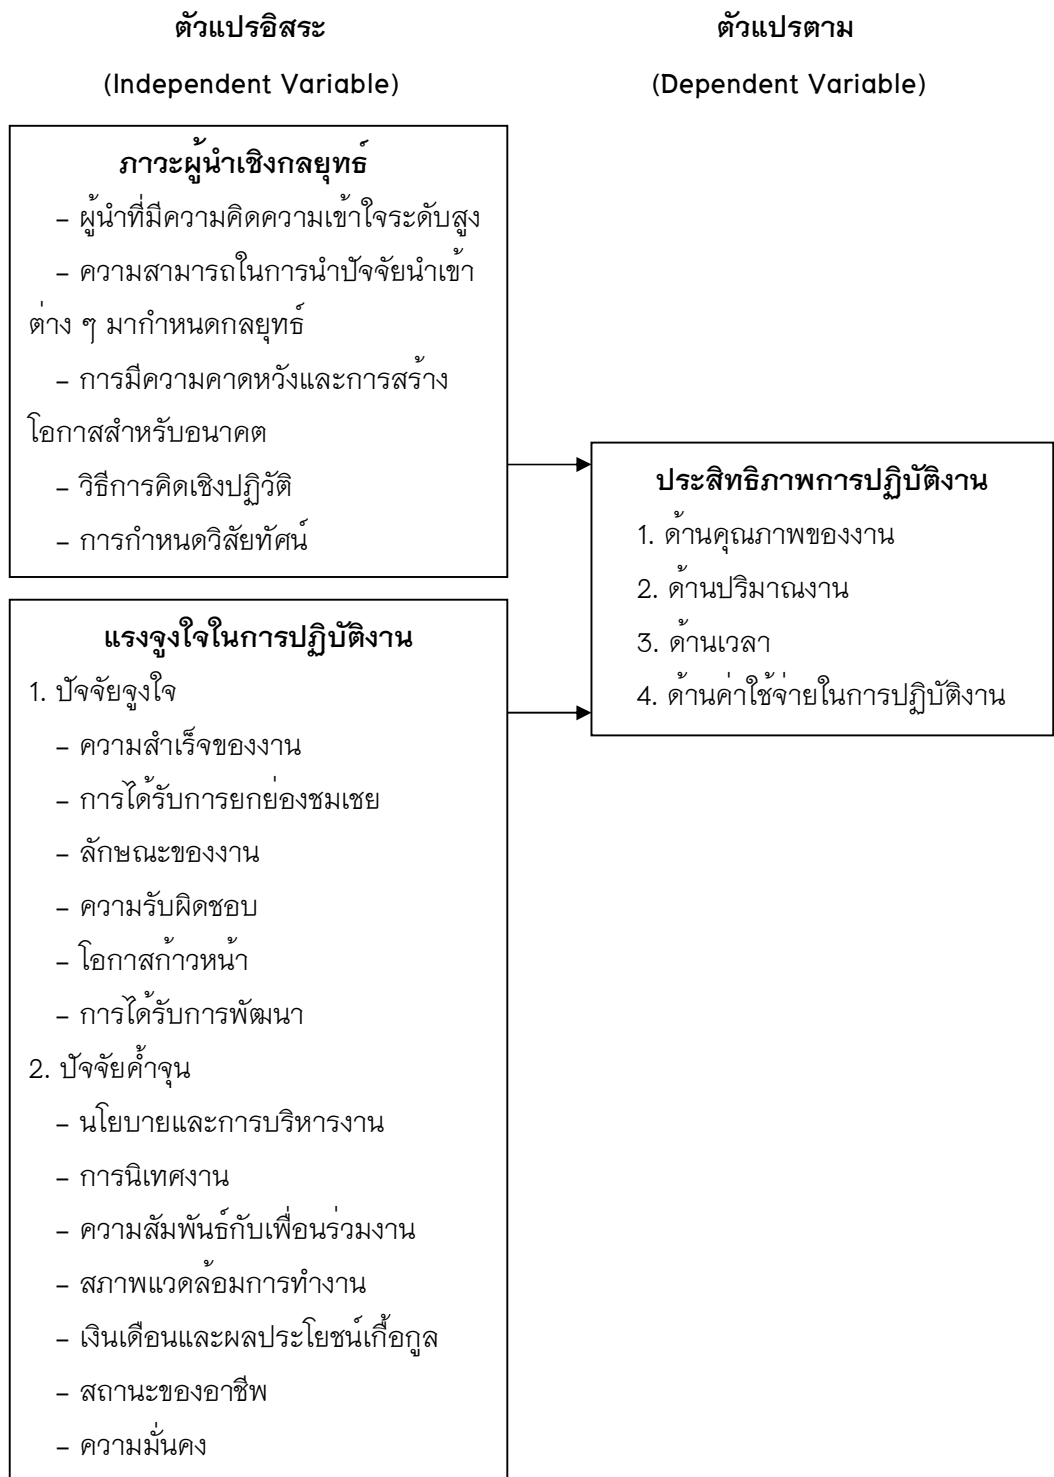 ตัวแปรอิสระ
(Independent Variable)
ตัวแปรตาม
(Dependent Variable)
ภาวะผู้นำเชิงกลยุทธ์
– ผู้นำที่มีความคิดความเข้าใจระดับสูง
– ความสามารถในการนำปัจจัยนำเข้า
ต่าง ๆ มากำหนดกลยุทธ์
– การมีความคาดหวังและการสร้าง
โอกาสสำหรับอนาคต
– วิธีการคิดเชิงปฏิวัติ
– การกำหนดวิสัยทัศน์
แรงจูงใจในการปฏิบัติงาน
1. ปัจจัยจูงใจ
– ความสำเร็จของงาน
– การได้รับการยกย่องชมเชย
– ลักษณะของงาน
– ความรับผิดชอบ
– โอกาสก้าวหน้า
– การได้รับการพัฒนา
2. ปัจจัยค้ำจุน
– นโยบายและการบริหารงาน
– การนิเทศงาน
– ความสัมพันธ์กับเพื่อนร่วมงาน
– สภาพแวดล้อมการทำงาน
– เงินเดือนและผลประโยชน์เกื้อกูล
– สถานะของอาชีพ
– ความมั่นคง
ประสิทธิภาพการปฏิบัติงาน
1. ด้านคุณภาพของงาน
2. ด้านปริมาณงาน
3. ด้านเวลา
4. ด้านค่าใช้จ่ายในการปฏิบัติงาน